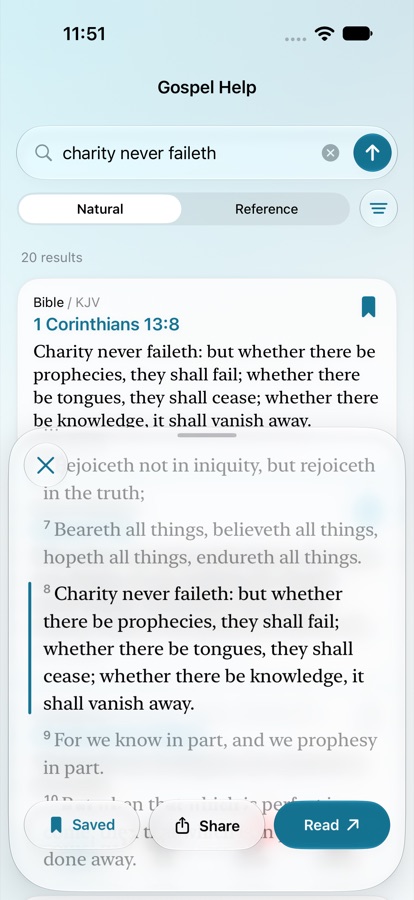 11:51
Gospel Help
charity never faileth
Natural
Reference
20 results
Bible / KJV
1 Corinthians 13:8
Charity never faileth: but whether there be
prophecies, they shall fail; whether there
be tongues, they shall cease; whether there
be knowledge, it shall vanish away.
ejoiceth not in iniquity, but rejoiceth
in the truth;
7 Beareth all things, believeth all things,
hopeth all things, endureth all things.
8 Charity never faileth: but whether
there be prophecies, they shall fail;
whether there be tongues, they shall
cease; whether there be knowledge, it
shall vanish away.
9 For we know in part, and we prophesy
in part.
10
Saved
Share
Read
done away.